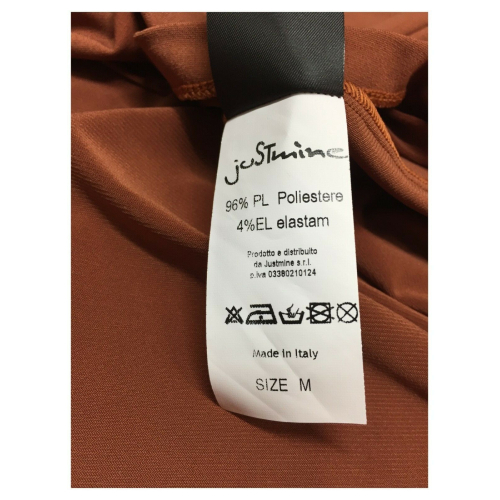 juSTmine
96% PL Poliestere
4%EL elastam
Prodotto e distribuito
da Justmine s.r.l.
p.iva 03380210124
Made in Italy
SIZE M